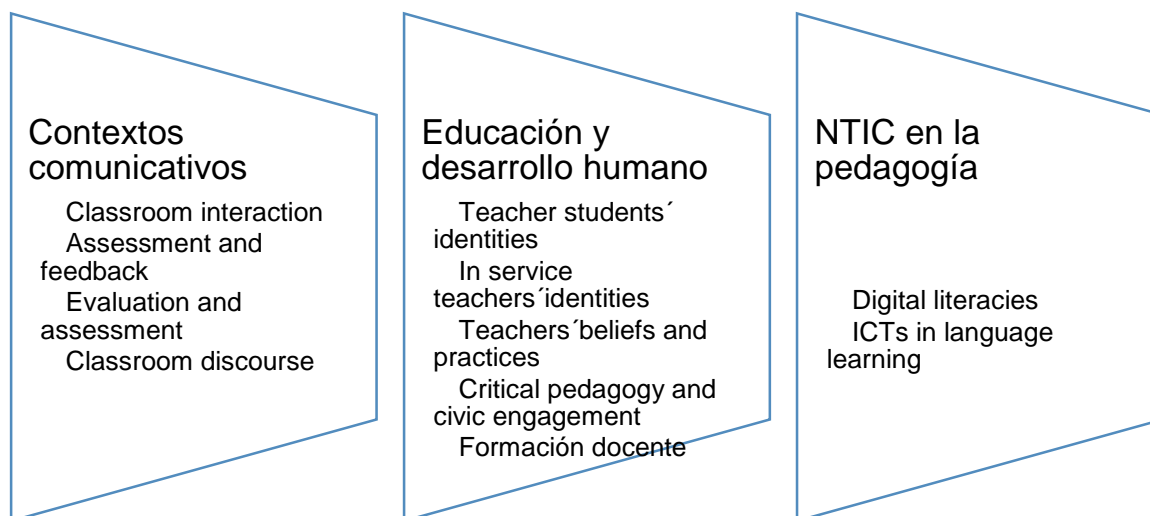 Contextos
comunicativos
Classroom interaction
Assessment and
feedback
Evaluation and
assessment
Classroom discourse
Educación y
desarrollo humano
Teacher students´
identities
In service
teachers´identities
Teachers´beliefs and
practices
Critical pedagogy and
civic engagement
Formación docente
NTIC en la
pedagogía
Digital literacies
ICTs in language
learning